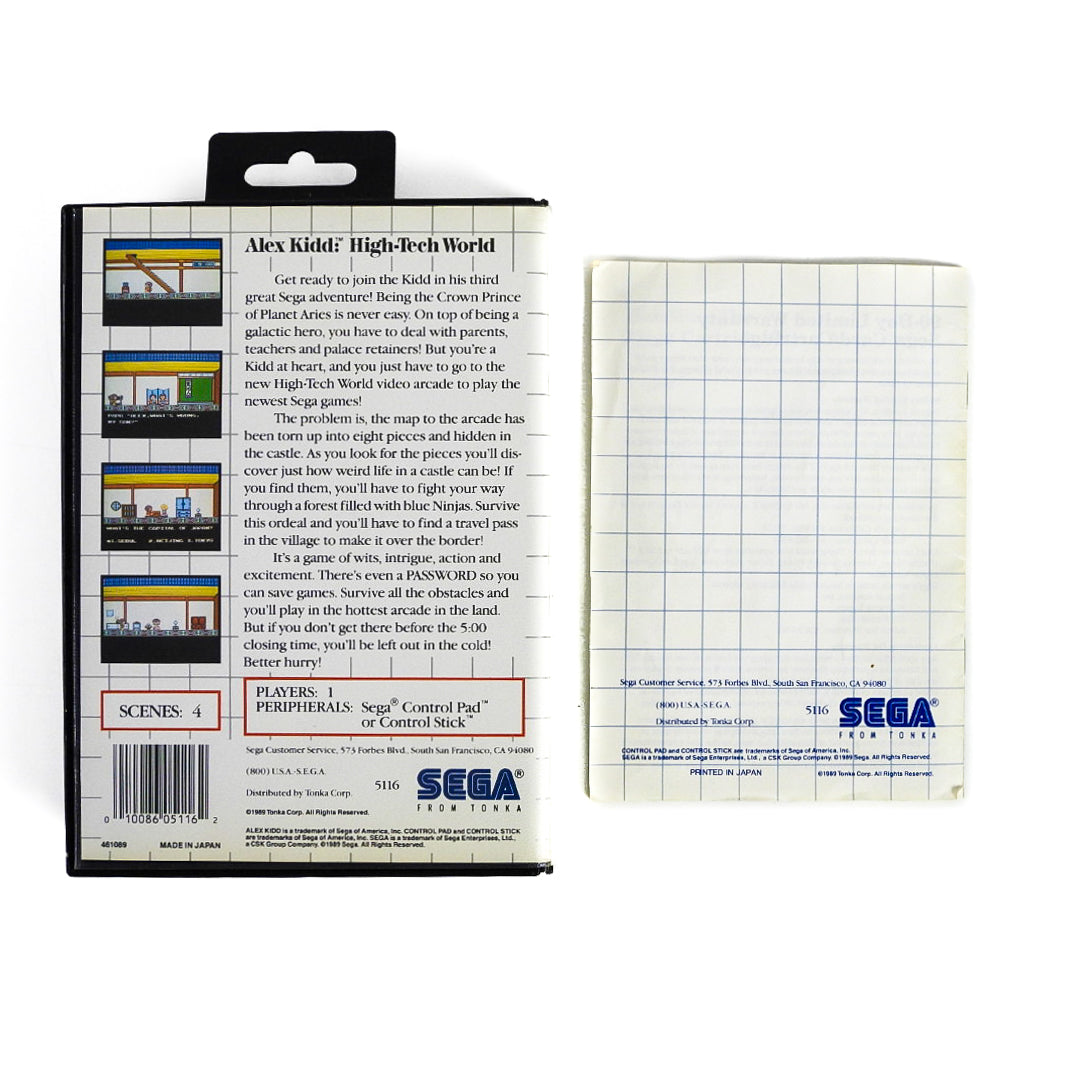 Alex Kidd:™ High-Tech World
Get ready to join the Kidd in his third
great Sega adventure! Being the Crown Prince
of Planet Aries is never easy. On top of being a
galactic hero, you have to deal with parents,
teachers and palace retainers! But you're a
Kidd at heart, and you just have to go to the
new High-Tech World video arcade to play the
newest Sega games!
The problem is, the map to the arcade has
been torn up into eight pieces and hidden in
the castle. As you look for the pieces you'll dis-
cover just how weird life in a castle can be! If
you find them, you'll have to fight your way
through a forest filled with blue Ninjas. Survive
this ordeal and you'll have to find a travel pass
in the village to make it over the border!
It's a game of wits, intrigue, action and
excitement. There's even a PASSWORD so you
can save games. Survive all the obstacles and
you'll play in the hottest arcade in the land.
But if you don't get there before the 5:00
closing time, you'll be left out in the cold!
Better hurry!
WHAT'S THE CAPITAL OF JAPAN?
1.SEOUL 2.BEIJING 3.TOKYO
SCENES: 4
PLAYERS: 1
PERIPHERALS: Sega® Control Pad™
or Control Stick™
Sega Customer Service, 573 Forbes Blvd., South San Francisco, CA 94080
(800) U.S.A.-S.E.G.A.
Distributed by Tonka Corp.
5116
SEGA®
FROM TONKA
©1989 Tonka Corp. All Rights Reserved.
ALEX KIDD is a trademark of Sega of America, Inc. CONTROL PAD and CONTROL STICK
are trademarks of Sega of America, Inc. SEGA is a trademark of Sega Enterprises, Ltd.,
a CSK Group Company. ©1989 Sega. All Rights Reserved.
0 10086 05116 2
461089 MADE IN JAPAN
Sega Customer Service, 573 Forbes Blvd., South San Francisco, CA 94080
(800) U.S.A.-S.E.G.A.
Distributed by Tonka Corp.
5116
SEGA®
FROM TONKA
CONTROL PAD and CONTROL STICK are trademarks of Sega of America, Inc.
SEGA is a trademark of Sega Enterprises, Ltd., a CSK Group Company. ©1989 Sega. All Rights Reserved.
PRINTED IN JAPAN ©1989 Tonka Corp. All Rights Reserved.